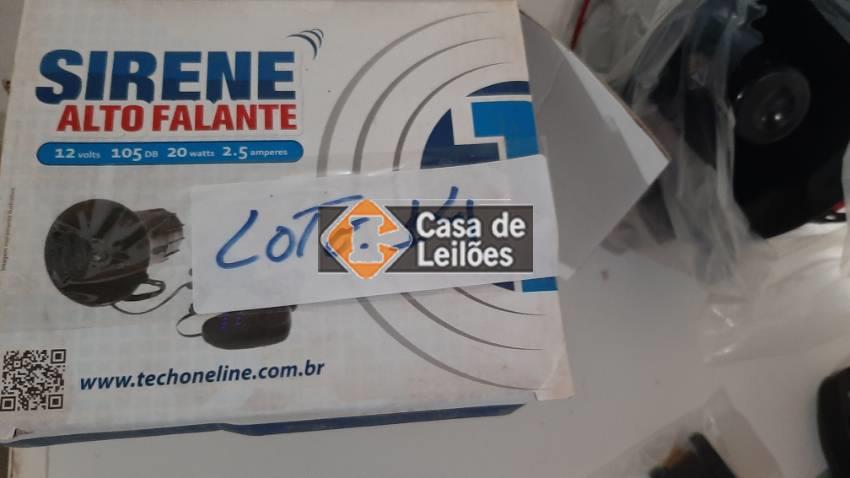 SIRENE
ALTO FALANTE
12 volts 105 DB 20 watts 2.5 amperes
LOTE
Casa de
Leilões
www.techoneline.com.br